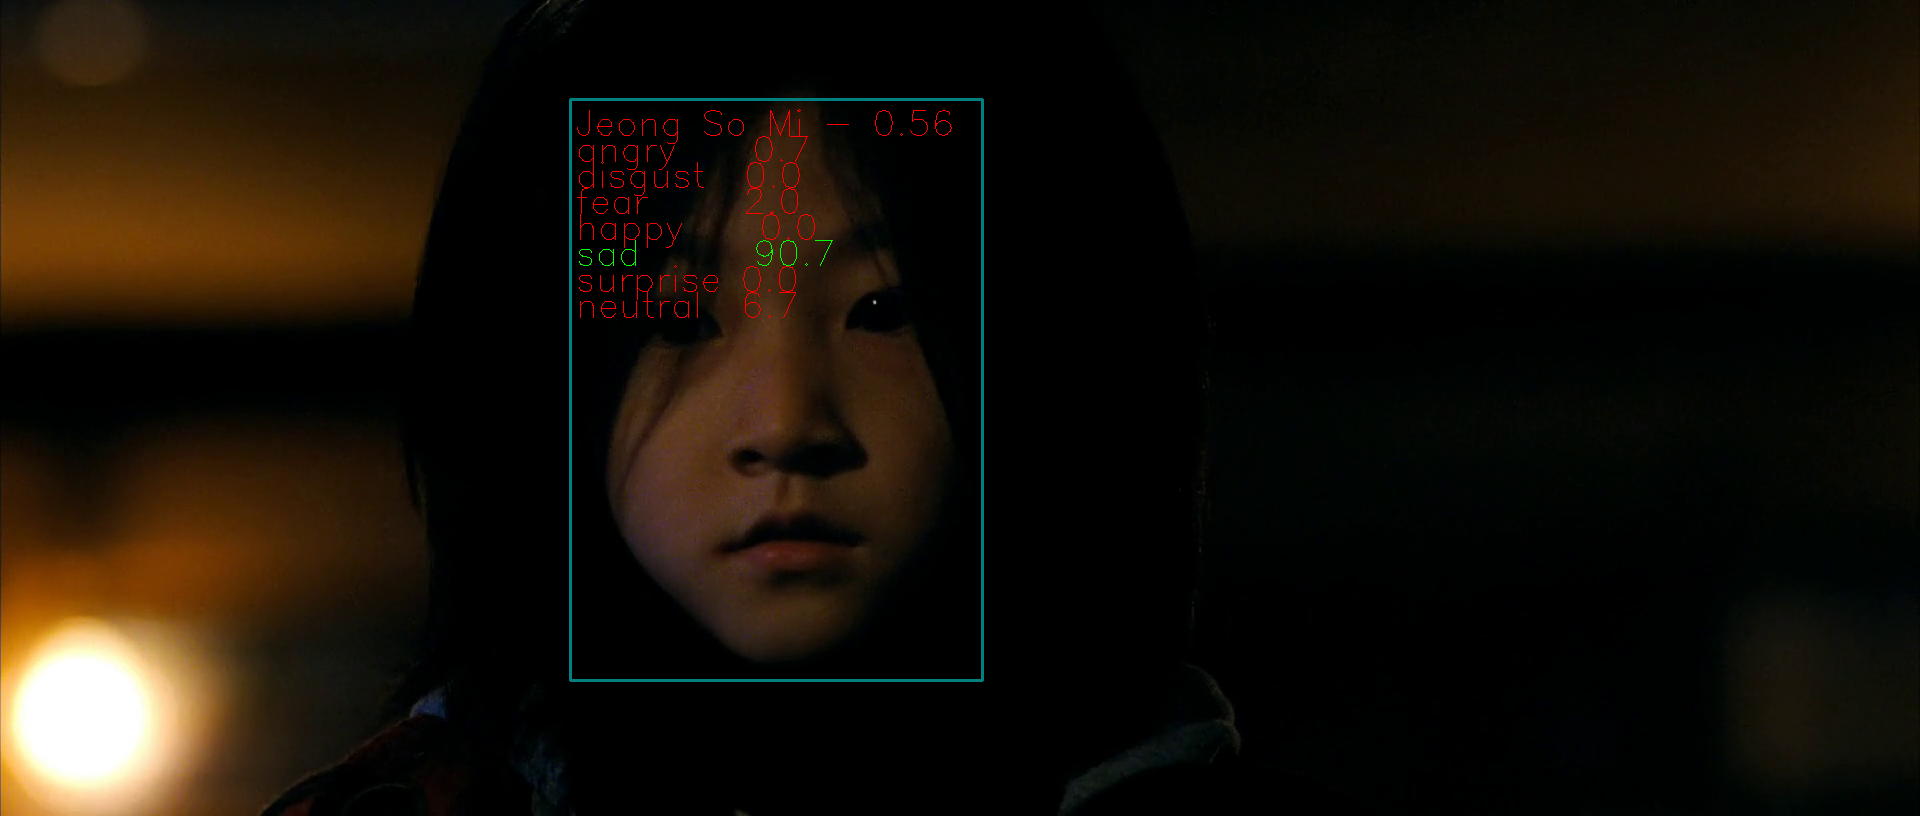 Jeong So Mi - 0.56
angry 0.7
disgust 0.0
fear 2.0
happy 0.0
sad 90.7
surprise 0.0
neutral 6.7